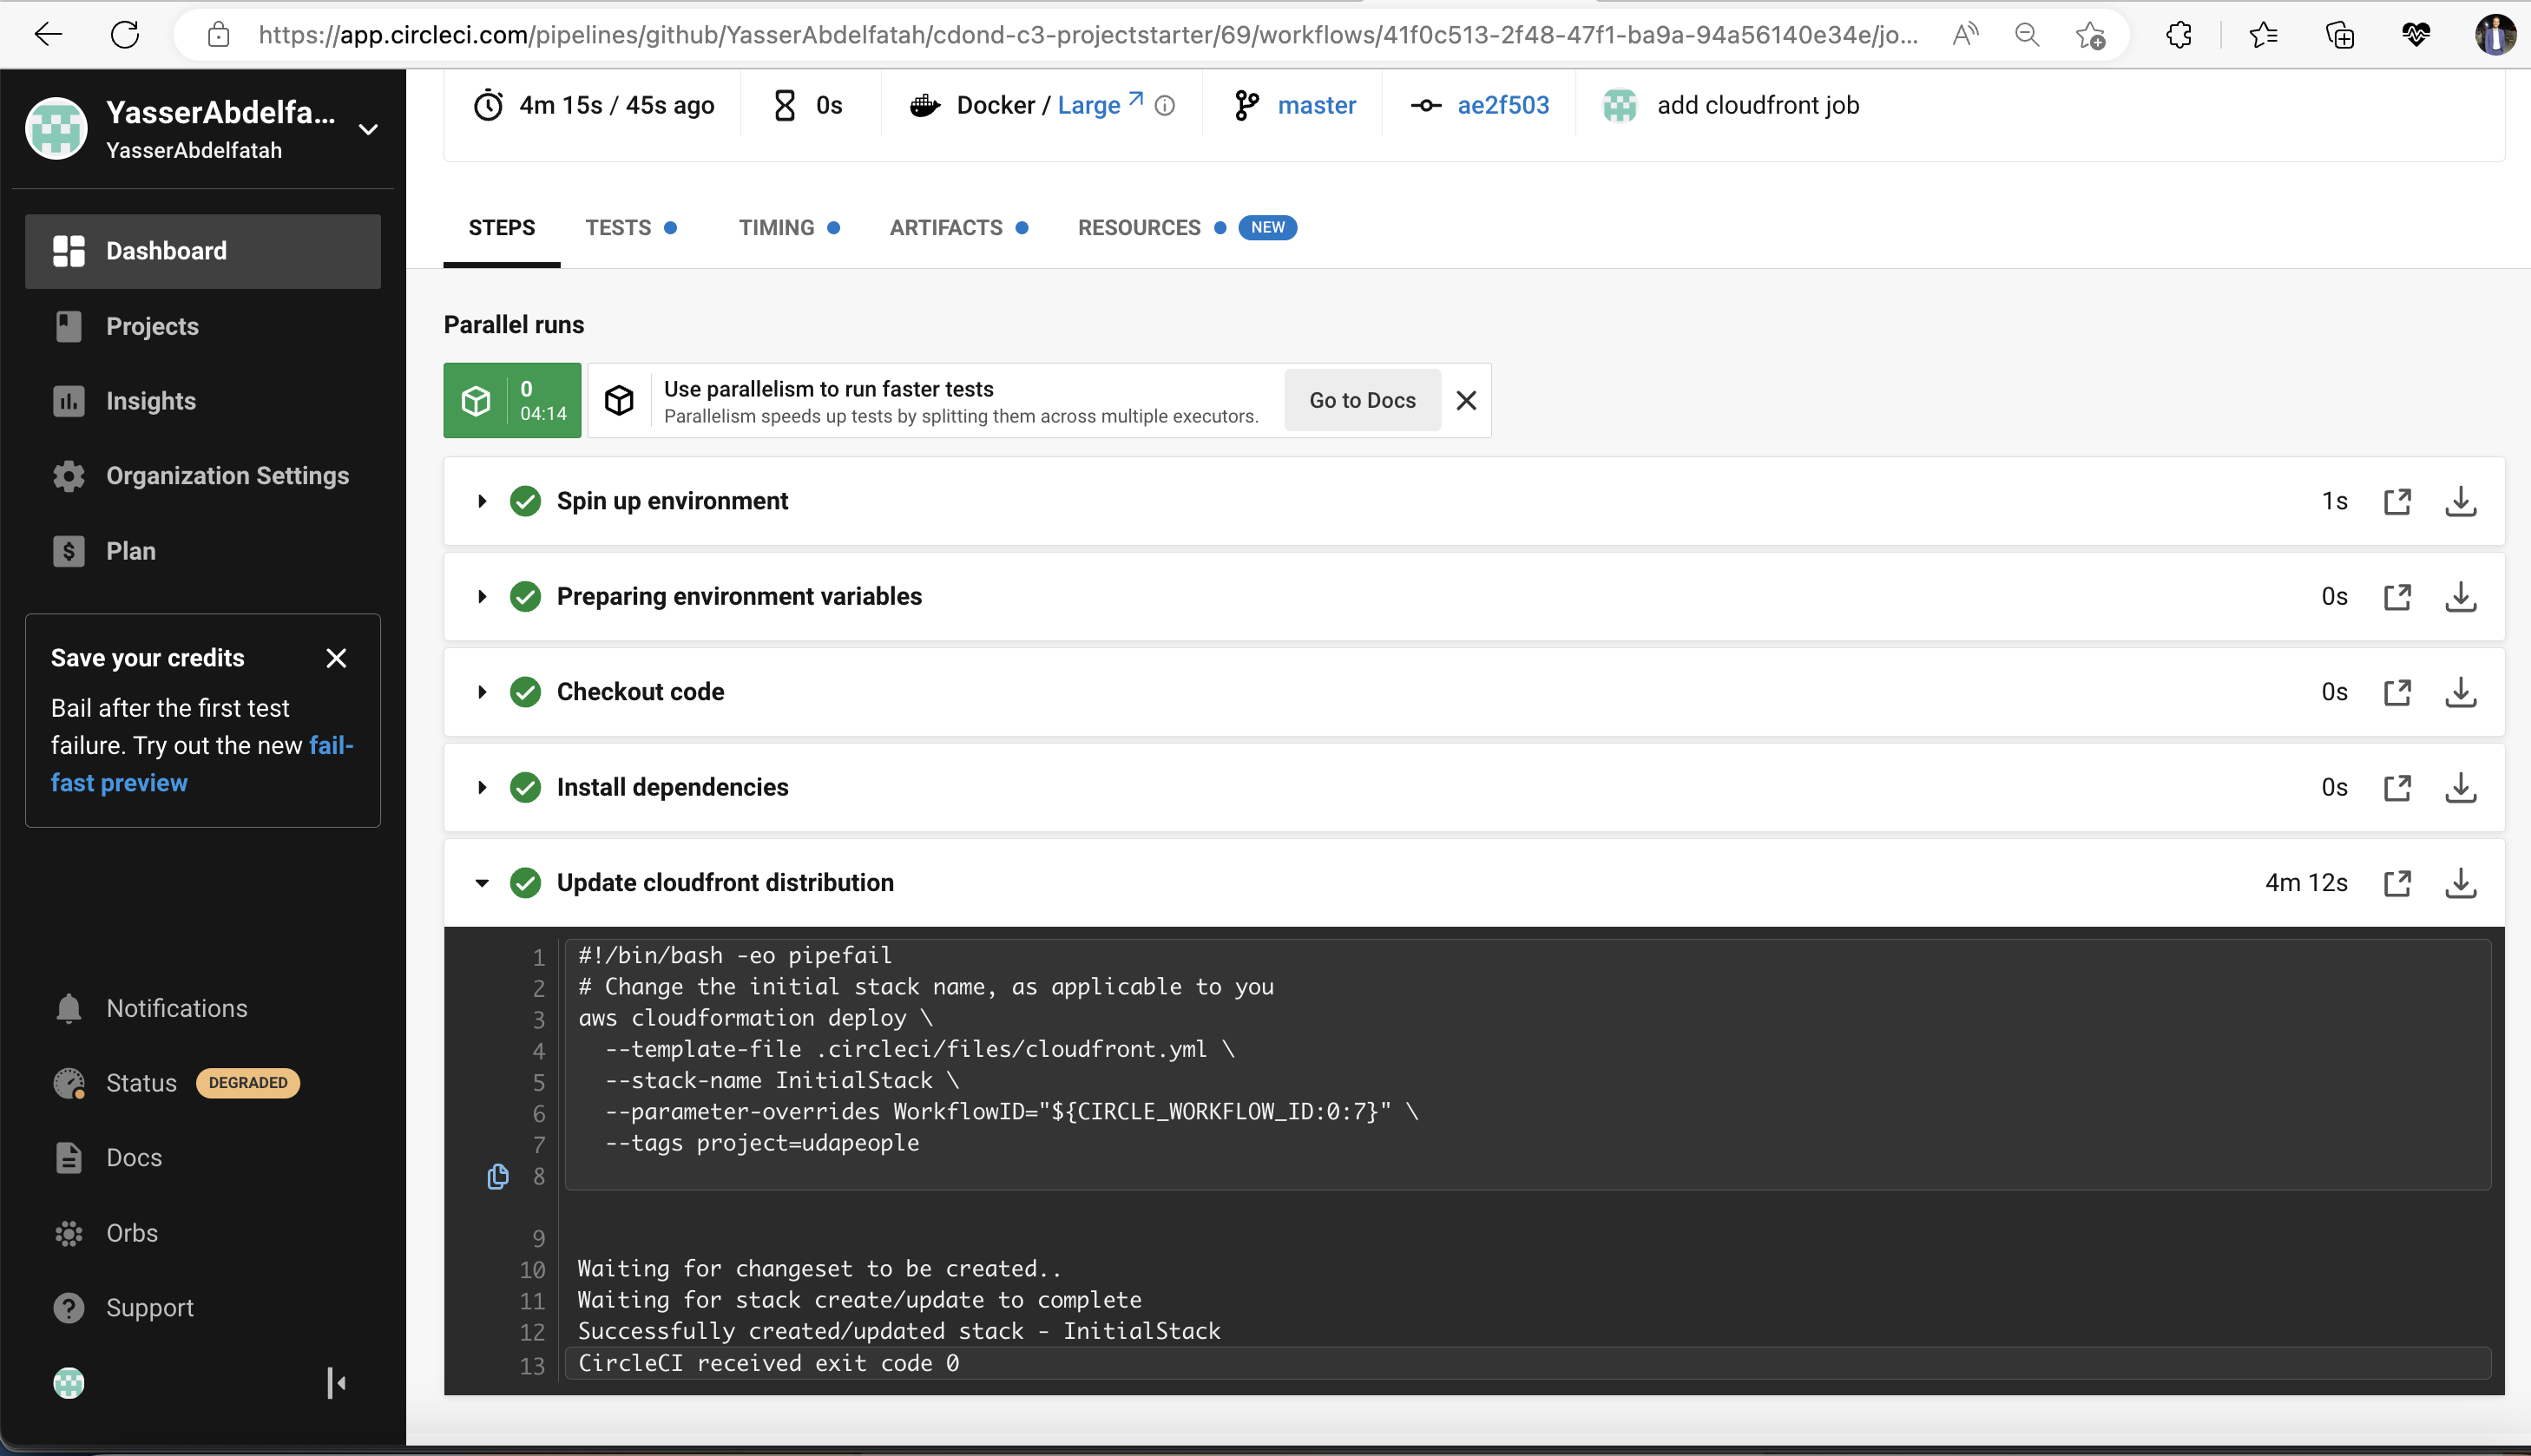 https://app.circleci.com/pipelines/github/YasserAbdelfatah/cdond-c3-projectstarter/69/workflows/41f0c513-2f48-47f1-ba9a-94a56140e34e/jo...
YasserAbdelfa...
YasserAbdelfatah
Dashboard
Projects
Insights
Organization Settings
Plan
Save your credits
Bail after the first test
failure. Try out the new fail-
fast preview
Notifications
Status DEGRADED
Docs
Orbs
Support
4m 15s / 45s ago
0s
Docker / Large
master
ae2f503
add cloudfront job
STEPS
TESTS
TIMING
ARTIFACTS
RESOURCES NEW
Parallel runs
0
04:14
Use parallelism to run faster tests
Parallelism speeds up tests by splitting them across multiple executors.
Go to Docs
Spin up environment 1s
Preparing environment variables 0s
Checkout code 0s
Install dependencies 0s
Update cloudfront distribution 4m 12s
1 #!/bin/bash -eo pipefail
2 # Change the initial stack name, as applicable to you
3 aws cloudformation deploy \
4 --template-file .circleci/files/cloudfront.yml \
5 --stack-name InitialStack \
6 --parameter-overrides WorkflowID="${CIRCLE_WORKFLOW_ID:0:7}" \
7 --tags project=udapeople
8
9
10 Waiting for changeset to be created..
11 Waiting for stack create/update to complete
12 Successfully created/updated stack - InitialStack
13 CircleCI received exit code 0